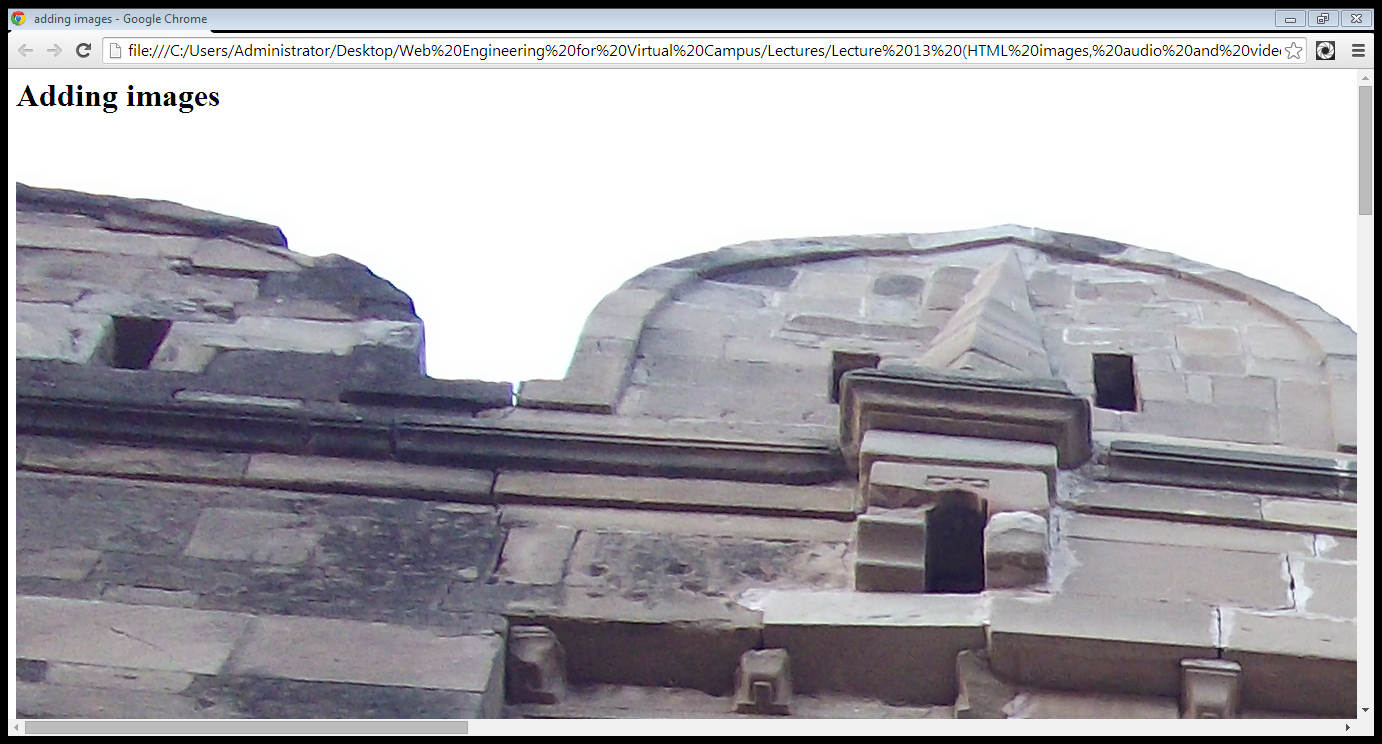 adding images - Google Chrome
file:///C:/Users/Administrator/Desktop/Web%20Engineering%20for%20Virtual%20Campus/Lectures/Lecture%2013%20(HTML%20images,%20audio%20and%20vide
Adding images